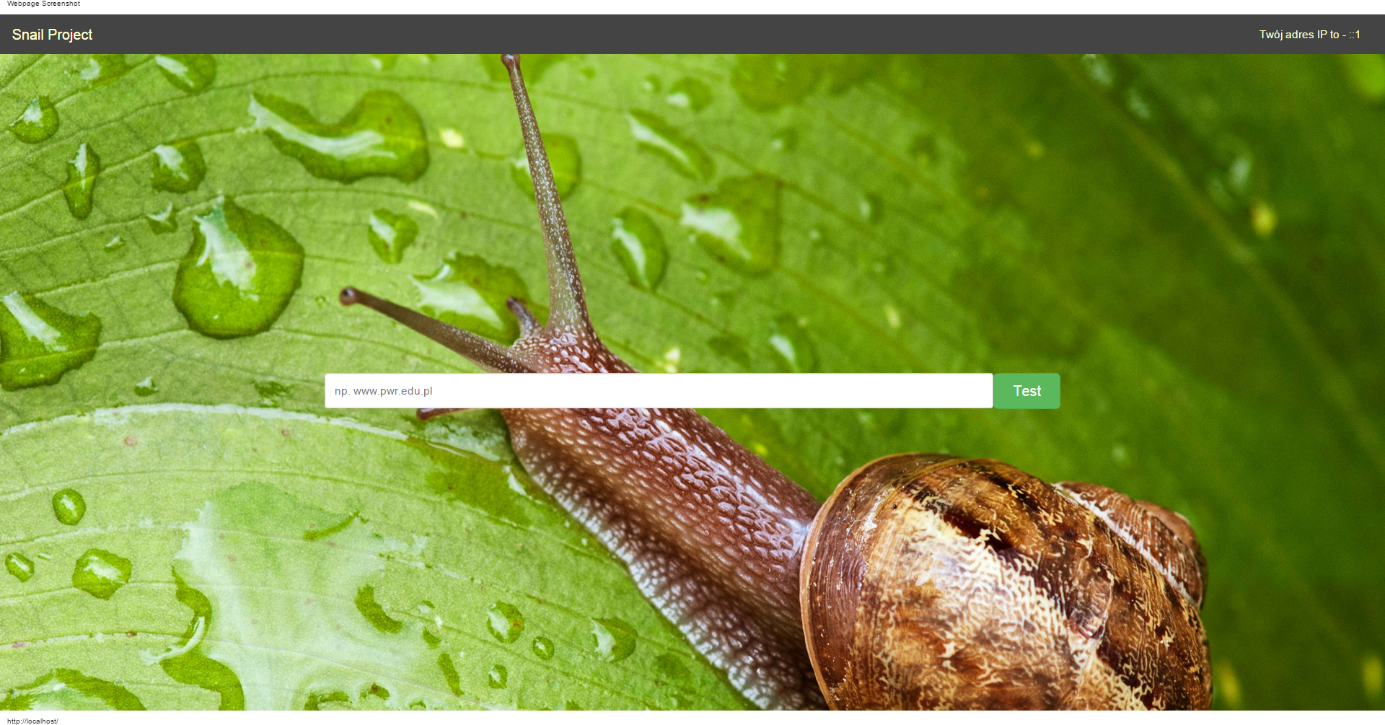 Webpage Screenshot
Snail Project
Twój adres IP to - ::1
np. www.pwr.edu.pl
Test
http://localhost/